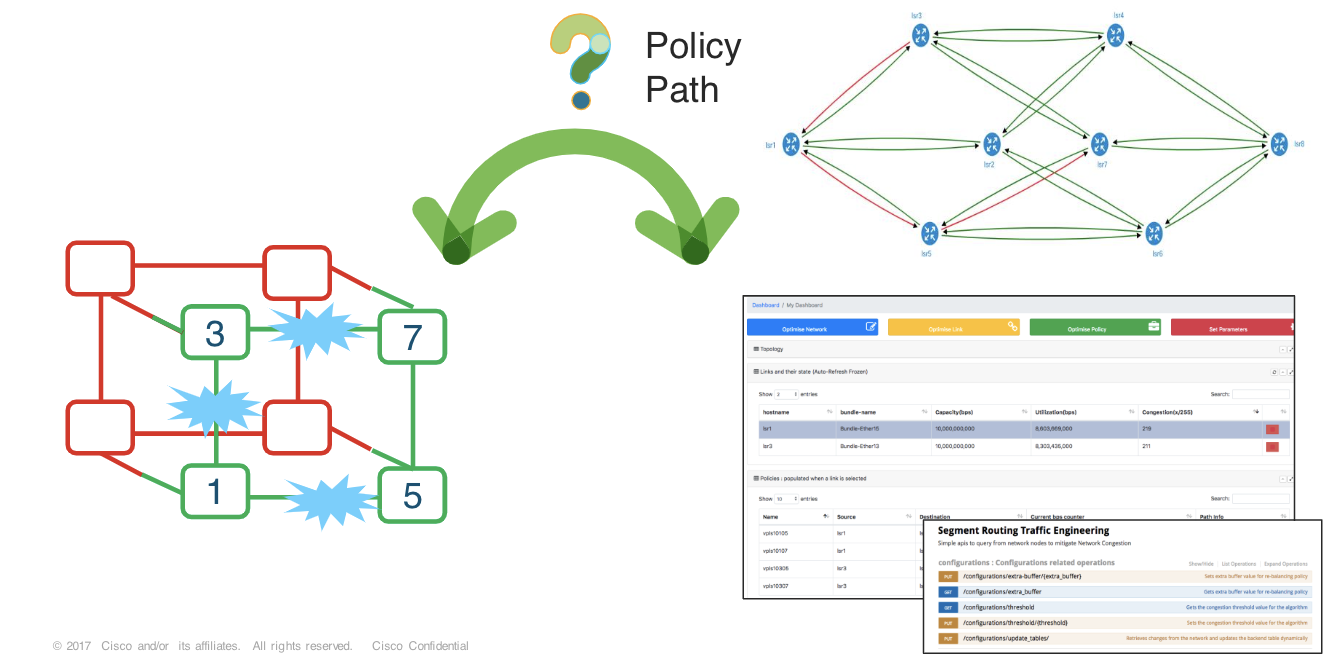 Policy
Path
lsr3
lsr4
lsr1
lsr2
lsr7
lsr8
lsr5
lsr6
3
7
1
5
Dashboard / My Dashboard
Optimise Network
Optimise Link
Optimise Policy
Set Parameters
Topology
Links and their state (Auto-Refresh Frozen)
Show 2 entries
Search:
hostname bundle-name Capacity(bps) Utilization(bps) Congestion(x/255)
lsr1 Bundle-Ether15 10,000,000,000 8,603,669,000 219
lsr3 Bundle-Ether13 10,000,000,000 8,303,436,000 211
Policies : populated when a link is selected
Show 10 entries
Search:
Name Source Destination Current bps counter Path Info
vpls10105 lsr1
vpls10107 lsr1
vpls10305 lsr3
vpls10307 lsr3
Segment Routing Traffic Engineering
Simple apis to query from network nodes to mitigate Network Congestion
configurations : Configurations related operations
Show/Hide List Operations Expand Operations
PUT /configurations/extra-buffer/{extra_buffer} Sets extra buffer value for re-balancing policy
GET /configurations/extra_buffer Gets extra buffer value for re-balancing policy
GET /configurations/threshold Gets the congestion threshold value for the algorithm
PUT /configurations/threshold/{threshold} Sets the congestion threshold value for the algorithm
PUT /configurations/update_tables/ Retrieves changes from the network and updates the backend table dynamically
© 2017 Cisco and/or its affiliates. All rights reserved. Cisco Confidential